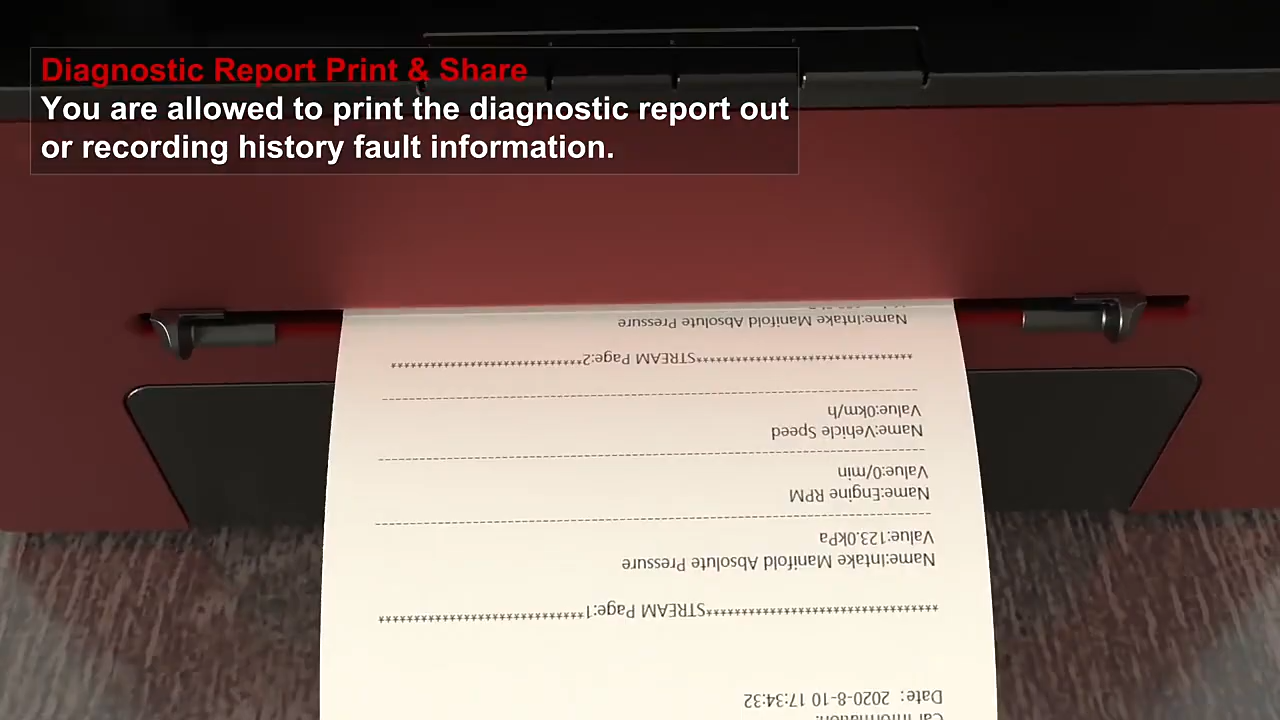 Diagnostic Report Print & Share
You are allowed to print the diagnostic report out
or recording history fault information.
Car Information:
Date: 2020-8-10 17:34:32
************************************STREAM Page:1********************************
Name:Intake Manifold Absolute Pressure
Value:123.0kPa
--------------------------------------------------------------------------------
Name:Engine RPM
Value:0/min
--------------------------------------------------------------------------------
Name:Vehicle Speed
Value:0km/h
--------------------------------------------------------------------------------
************************************STREAM Page:2********************************
Name:Intake Manifold Absolute Pressure